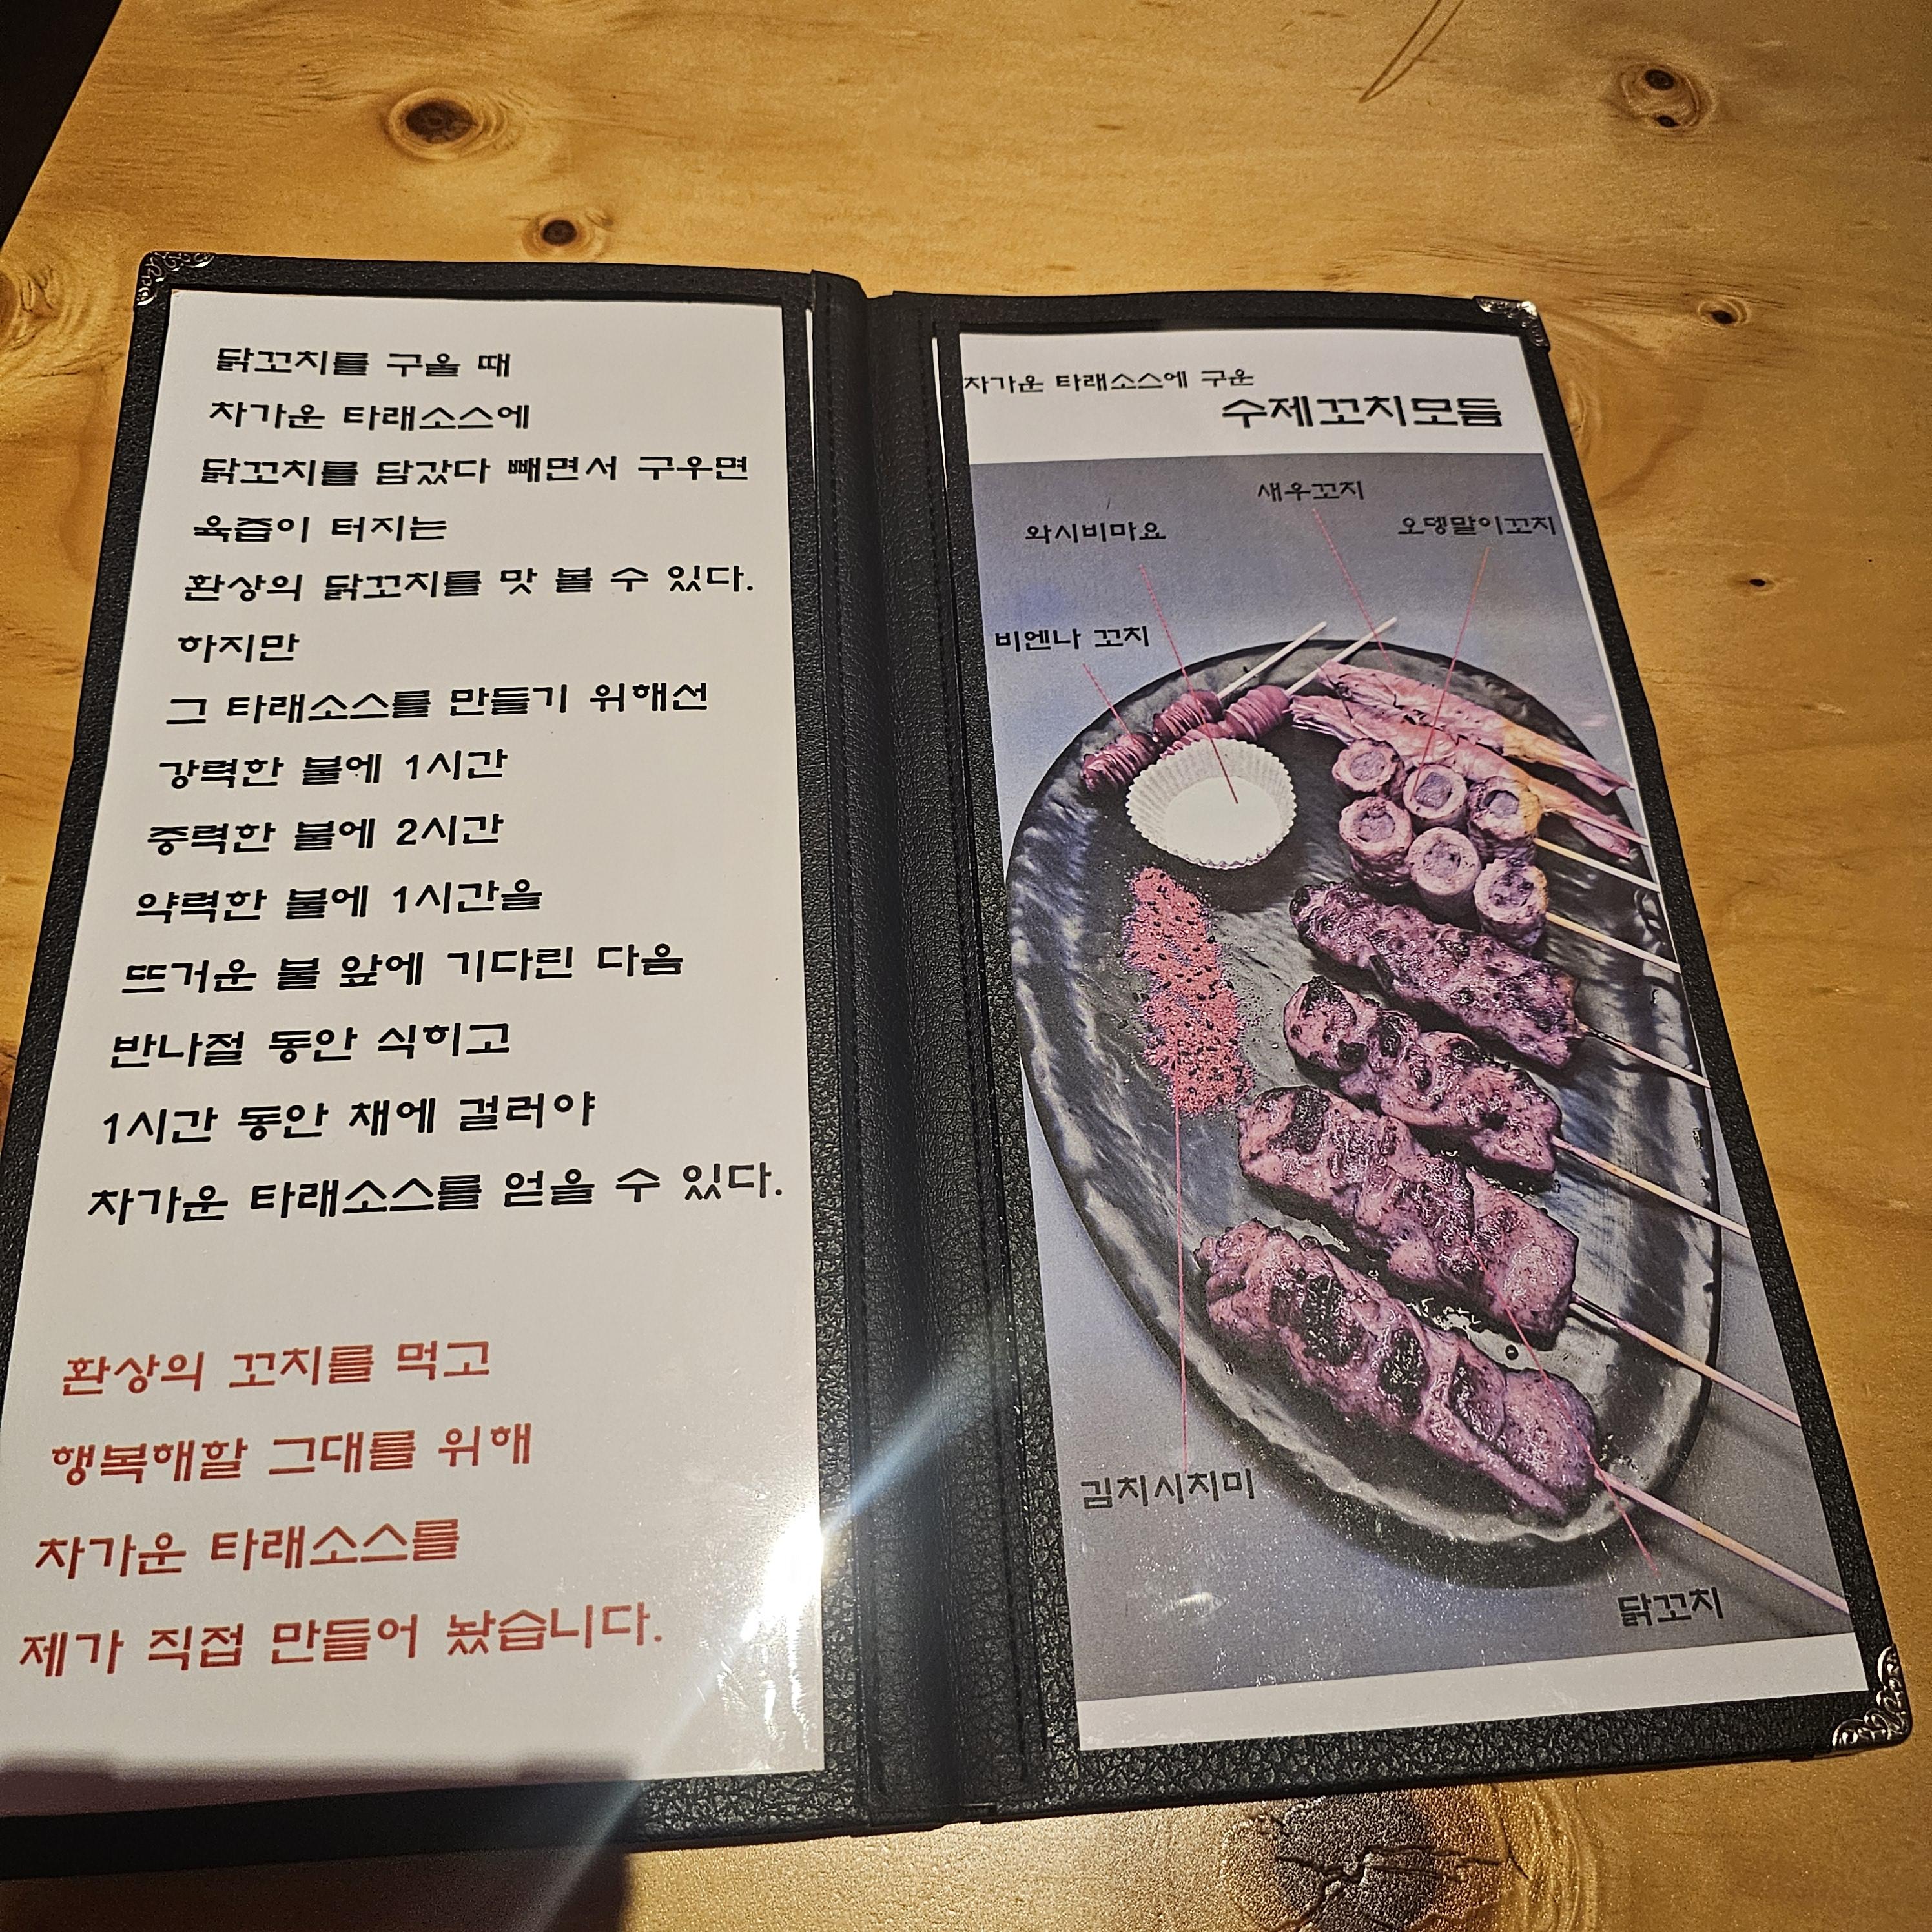 닭꼬치를 구울 때
차가운 타래소스에
닭꼬치를 담갔다 빼면서 구우면
육즙이 터지는
환상의 닭꼬치를 맛 볼 수 있다.
하지만
그 타래소스를 만들기 위해선
강력한 불에 1시간
중력한 불에 2시간
약력한 불에 1시간을
뜨거운 불 앞에 기다린 다음
반나절 동안 식히고
1시간 동안 채에 걸러야
차가운 타래소스를 얻을 수 있다.
환상의 꼬치를 먹고
행복해할 그대를 위해
차가운 타래소스를
제가 직접 만들어 놨습니다.
차가운 타래소스에 구운
수제꼬치모듬
새우꼬치
와시비마요
오뎅말이꼬치
비엔나 꼬치
김치시치미
닭꼬치